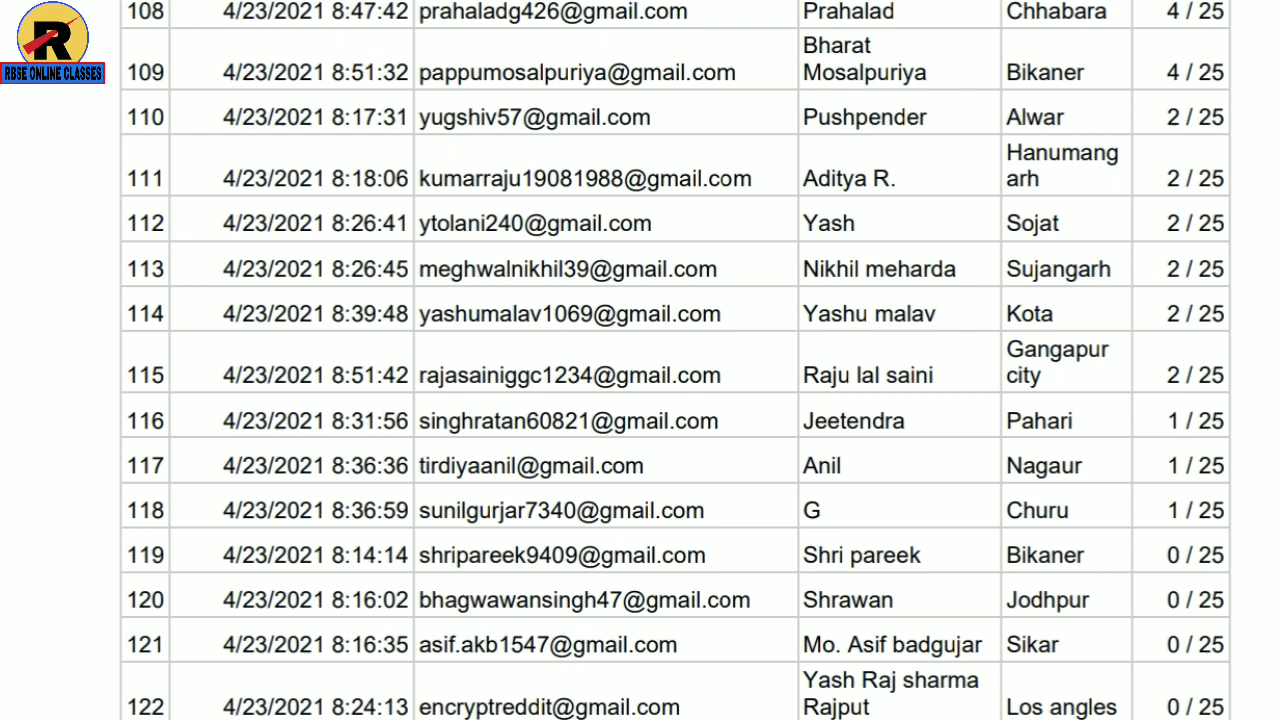 R
RBSE ONLINE CLASSES
108 4/23/2021 8:47:42 prahaladg426@gmail.com Prahalad Chhabara 4 / 25
Bharat
109 4/23/2021 8:51:32 pappumosalpuriya@gmail.com Mosalpuriya Bikaner 4 / 25
110 4/23/2021 8:17:31 yugshiv57@gmail.com Pushpender Alwar 2 / 25
Hanumang
111 4/23/2021 8:18:06 kumarraju19081988@gmail.com Aditya R. arh 2 / 25
112 4/23/2021 8:26:41 ytolani240@gmail.com Yash Sojat 2 / 25
113 4/23/2021 8:26:45 meghwalnikhil39@gmail.com Nikhil meharda Sujangarh 2 / 25
114 4/23/2021 8:39:48 yashumalav1069@gmail.com Yashu malav Kota 2 / 25
Gangapur
115 4/23/2021 8:51:42 rajasainiggc1234@gmail.com Raju lal saini city 2 / 25
116 4/23/2021 8:31:56 singhratan60821@gmail.com Jeetendra Pahari 1 / 25
117 4/23/2021 8:36:36 tirdiyaanil@gmail.com Anil Nagaur 1 / 25
118 4/23/2021 8:36:59 sunilgurjar7340@gmail.com G Churu 1 / 25
119 4/23/2021 8:14:14 shripareek9409@gmail.com Shri pareek Bikaner 0 / 25
120 4/23/2021 8:16:02 bhagwawansingh47@gmail.com Shrawan Jodhpur 0 / 25
121 4/23/2021 8:16:35 asif.akb1547@gmail.com Mo. Asif badgujar Sikar 0 / 25
Yash Raj sharma
122 4/23/2021 8:24:13 encryptreddit@gmail.com Rajput Los angles 0 / 25